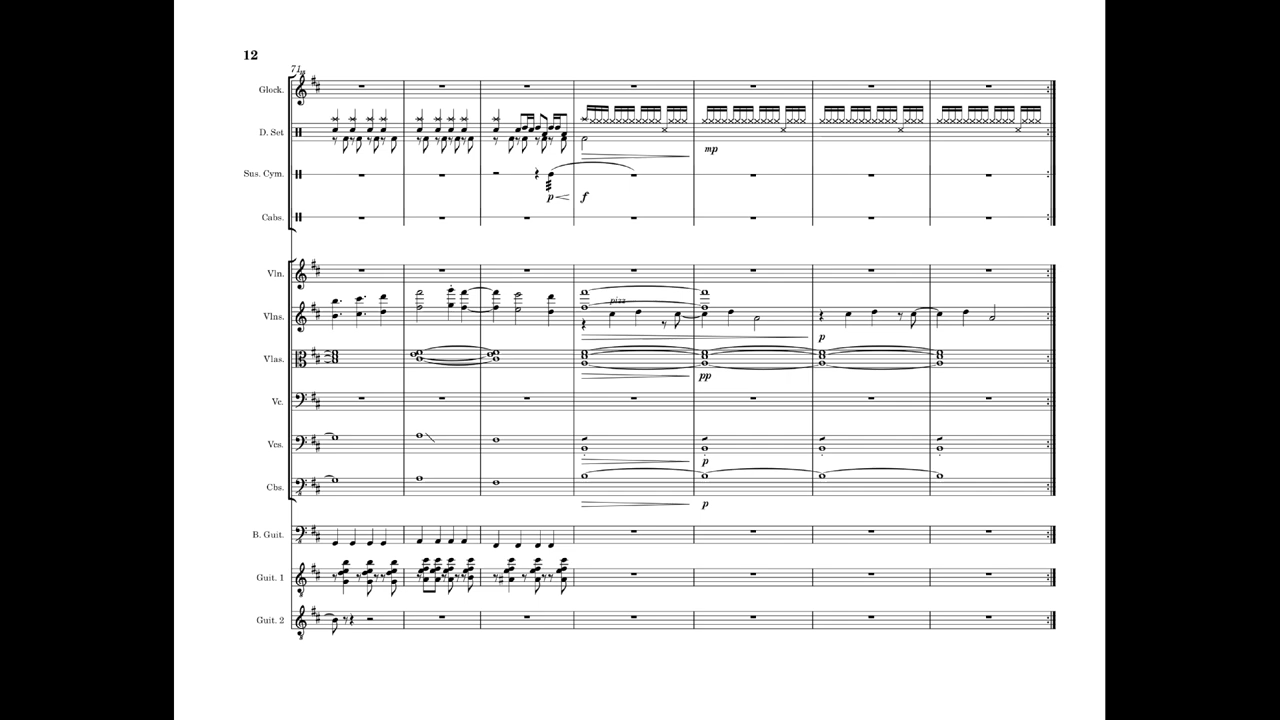 12
71
Glock.
D. Set
mp
Sus. Cym.
p f
Cabs.
Vln.
pizz
Vlns.
p
Vlas.
pp
Vc.
Vcs.
p
Cbs.
p
B. Guit.
Guit. 1
Guit. 2